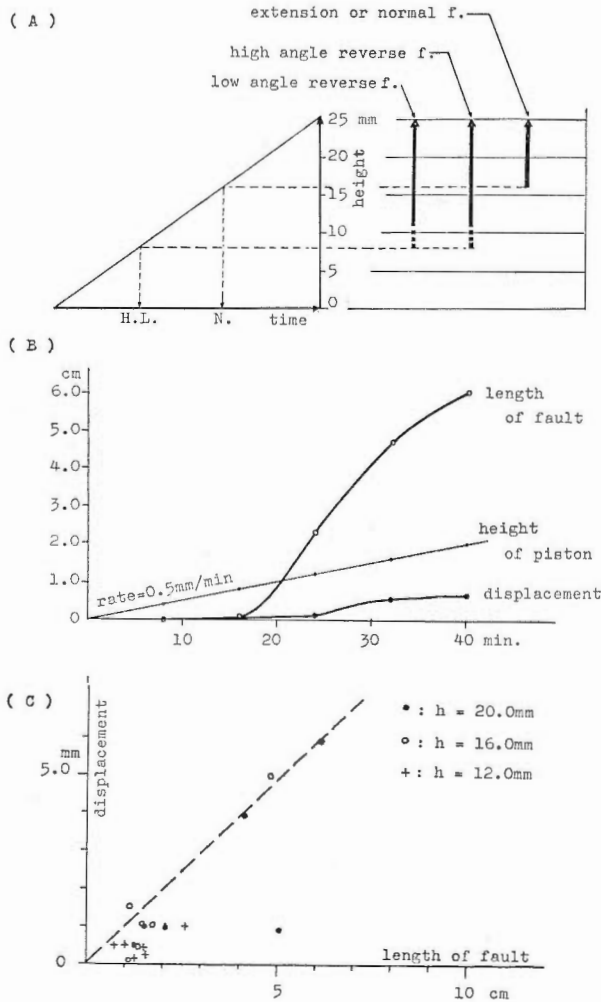 ( A )
extension or normal f.
high angle reverse f.
low angle reverse f.
25 mm
20
15
10
5
0
height
H.L.
N.
time
( B )
cm
6.0
5.0
4.0
3.0
2.0
1.0
0
length
of fault
height
of piston
rate=0.5mm/min
displacement
10
20
30
40 min.
( C )
displacement
mm
5.0
0
• : h = 20.0mm
o : h = 16.0mm
+ : h = 12.0mm
length of fault
5
10 cm